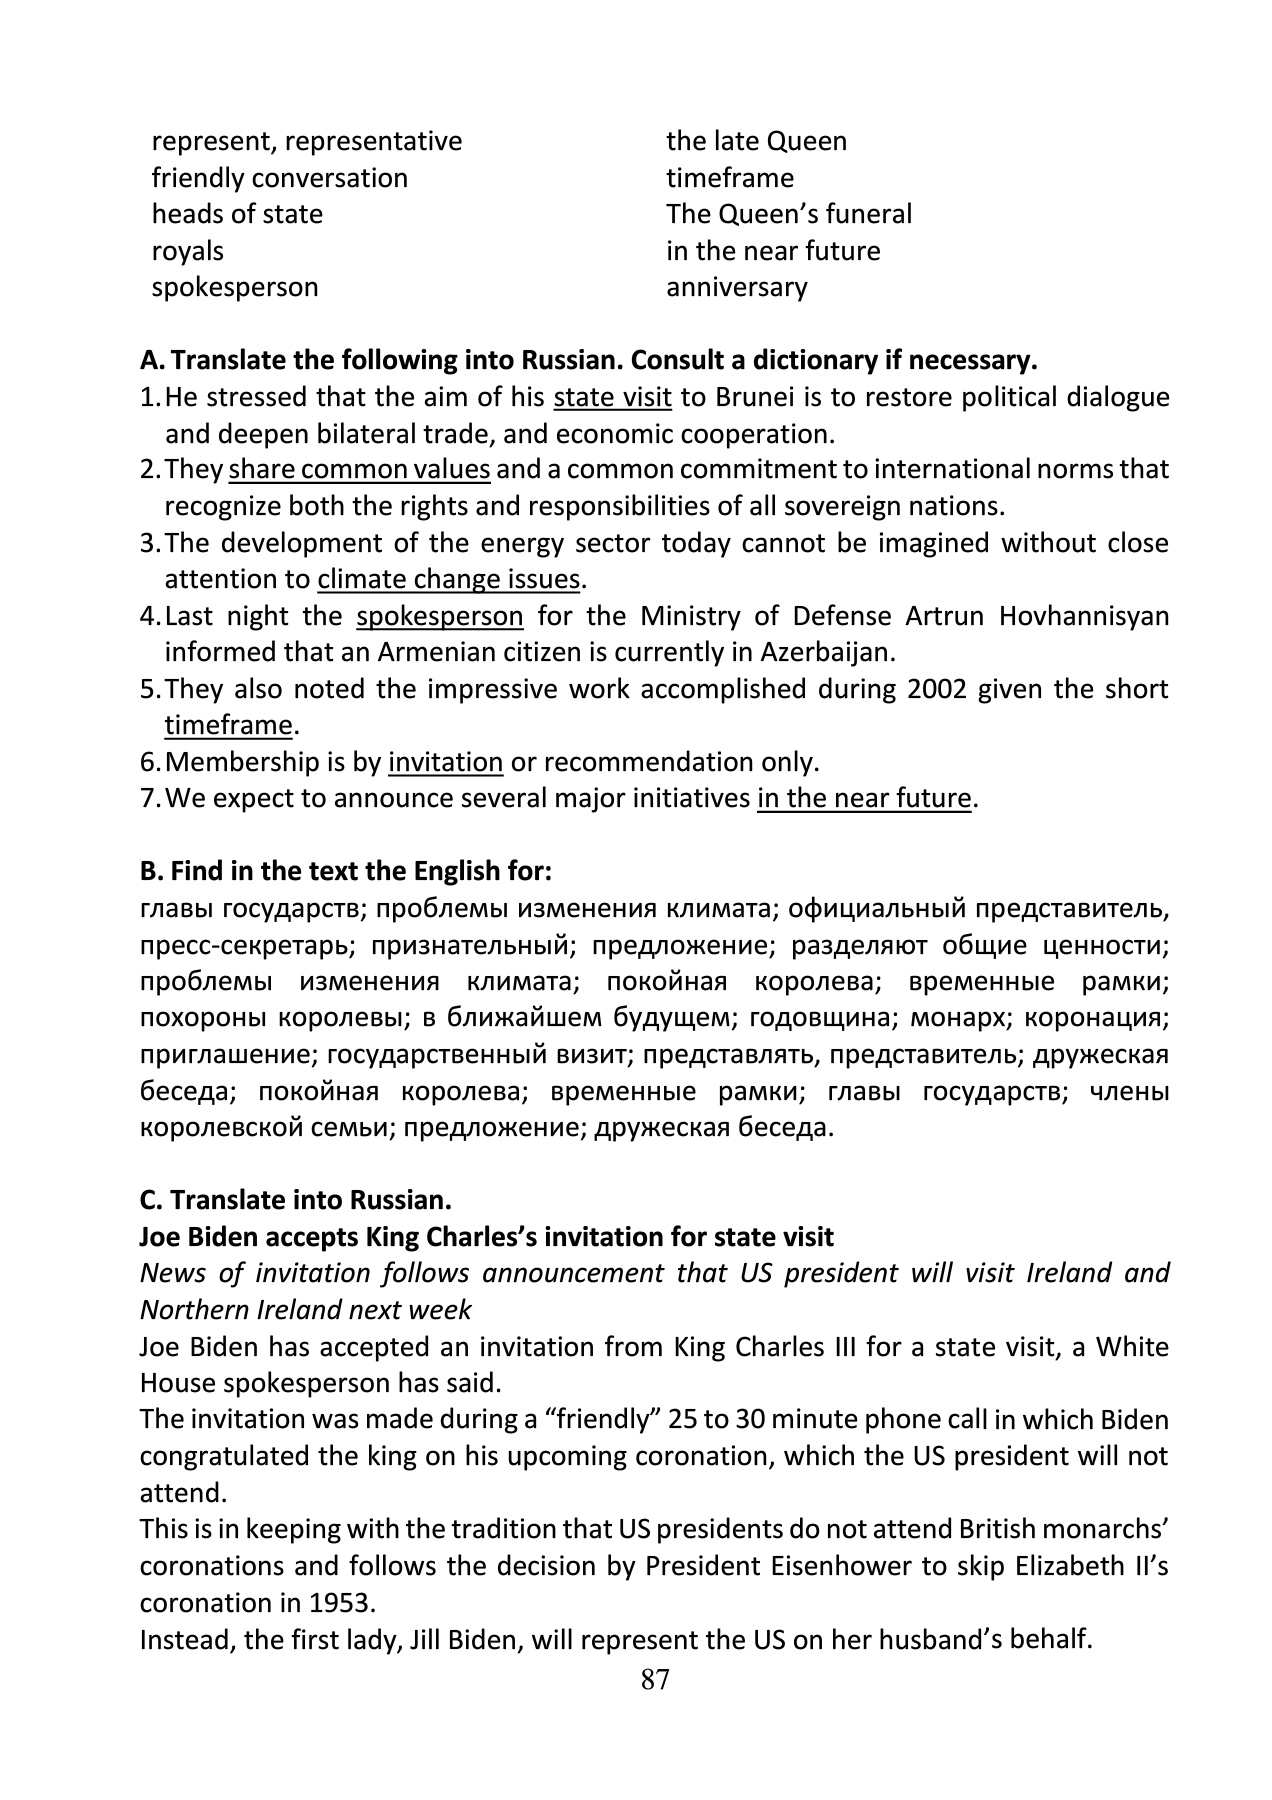 represent, representative the late Queen
friendly conversation timeframe
heads of state The Queen’s funeral
royals in the near future
spokesperson anniversary
A. Translate the following into Russian. Consult a dictionary if necessary.
1. He stressed that the aim of his state visit to Brunei is to restore political dialogue
and deepen bilateral trade, and economic cooperation.
2. They share common values and a common commitment to international norms that
recognize both the rights and responsibilities of all sovereign nations.
3. The development of the energy sector today cannot be imagined without close
attention to climate change issues.
4. Last night the spokesperson for the Ministry of Defense Artrun Hovhannisyan
informed that an Armenian citizen is currently in Azerbaijan.
5. They also noted the impressive work accomplished during 2002 given the short
timeframe.
6. Membership is by invitation or recommendation only.
7. We expect to announce several major initiatives in the near future.
B. Find in the text the English for:
главы государств; проблемы изменения климата; официальный представитель,
пресс-секретарь; признательный; предложение; разделяют общие ценности;
проблемы изменения климата; покойная королева; временные рамки;
похороны королевы; в ближайшем будущем; годовщина; монарх; коронация;
приглашение; государственный визит; представлять, представитель; дружеская
беседа; покойная королева; временные рамки; главы государств; члены
королевской семьи; предложение; дружеская беседа.
C. Translate into Russian.
Joe Biden accepts King Charles’s invitation for state visit
News of invitation follows announcement that US president will visit Ireland and
Northern Ireland next week
Joe Biden has accepted an invitation from King Charles III for a state visit, a White
House spokesperson has said.
The invitation was made during a “friendly” 25 to 30 minute phone call in which Biden
congratulated the king on his upcoming coronation, which the US president will not
attend.
This is in keeping with the tradition that US presidents do not attend British monarchs’
coronations and follows the decision by President Eisenhower to skip Elizabeth II’s
coronation in 1953.
Instead, the first lady, Jill Biden, will represent the US on her husband’s behalf.
87